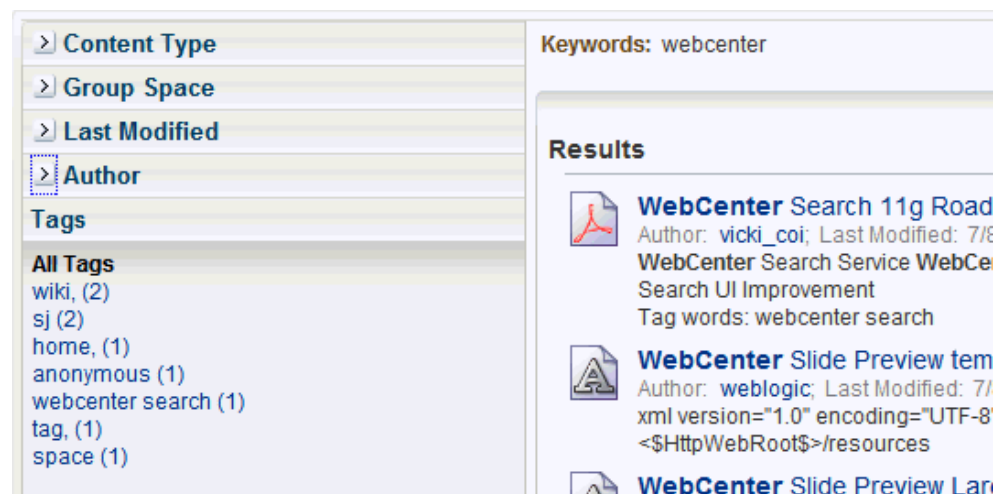 Content Type
Group Space
Last Modified
Author
Tags
All Tags
wiki, (2)
sj (2)
home, (1)
anonymous (1)
webcenter search (1)
tag, (1)
space (1)
Keywords: webcenter
Results
WebCenter Search 11g Road
Author: vicki_coi; Last Modified: 7/8
WebCenter Search Service WebCe
Search UI Improvement
Tag words: webcenter search
WebCenter Slide Preview tem
Author: weblogic; Last Modified: 7/
xml version="1.0" encoding="UTF-8"
<$HttpWebRoot$>/resources
WebCenter Slide Preview Lar